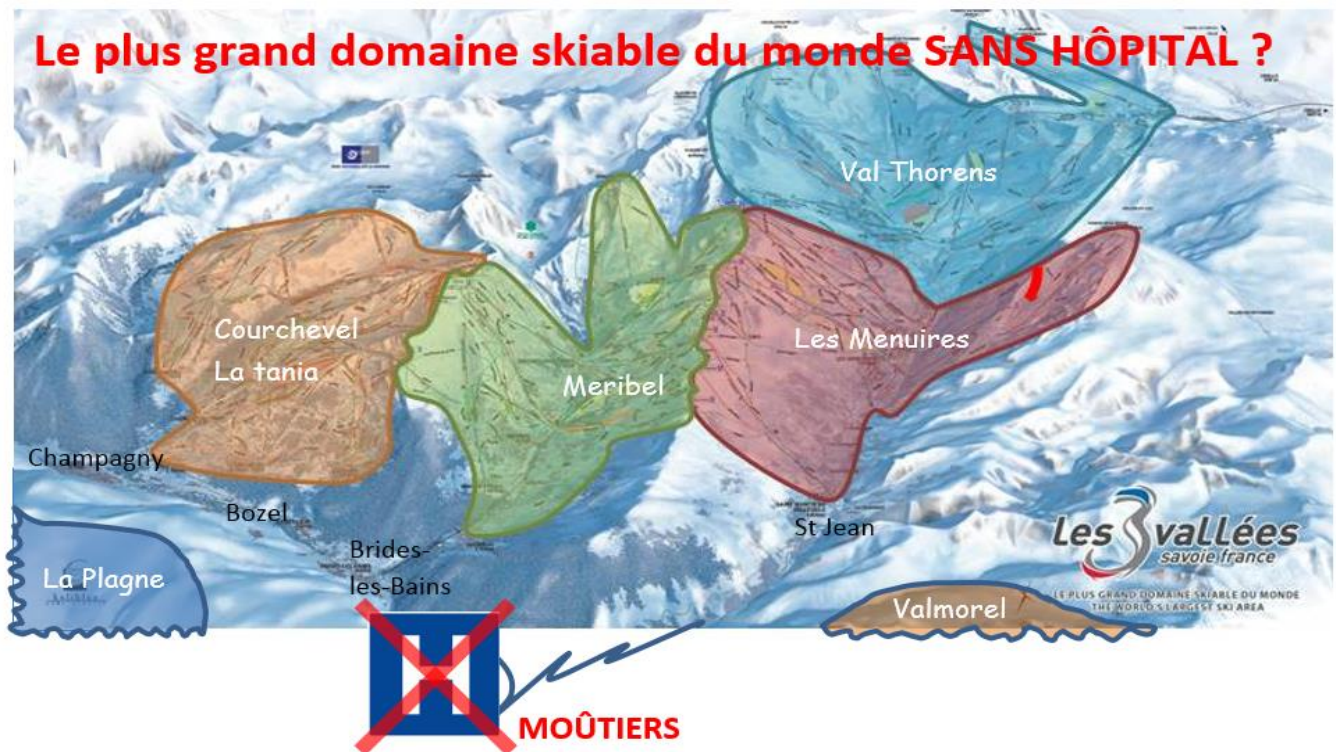 Le plus grand domaine skiable du monde SANS HÔPITAL ?
Val Thorens
Courchevel
La tania
Les Menuires
Meribel
Champagny
Bozel
St Jean
Brides-
les-Bains
Les 3 vallées
savoie france
LE PLUS GRAND DOMAINE SKIABLE DU MONDE
THE WORLD'S LARGEST SKI AREA
La Plagne
Valmorel
H
MOÛTIERS